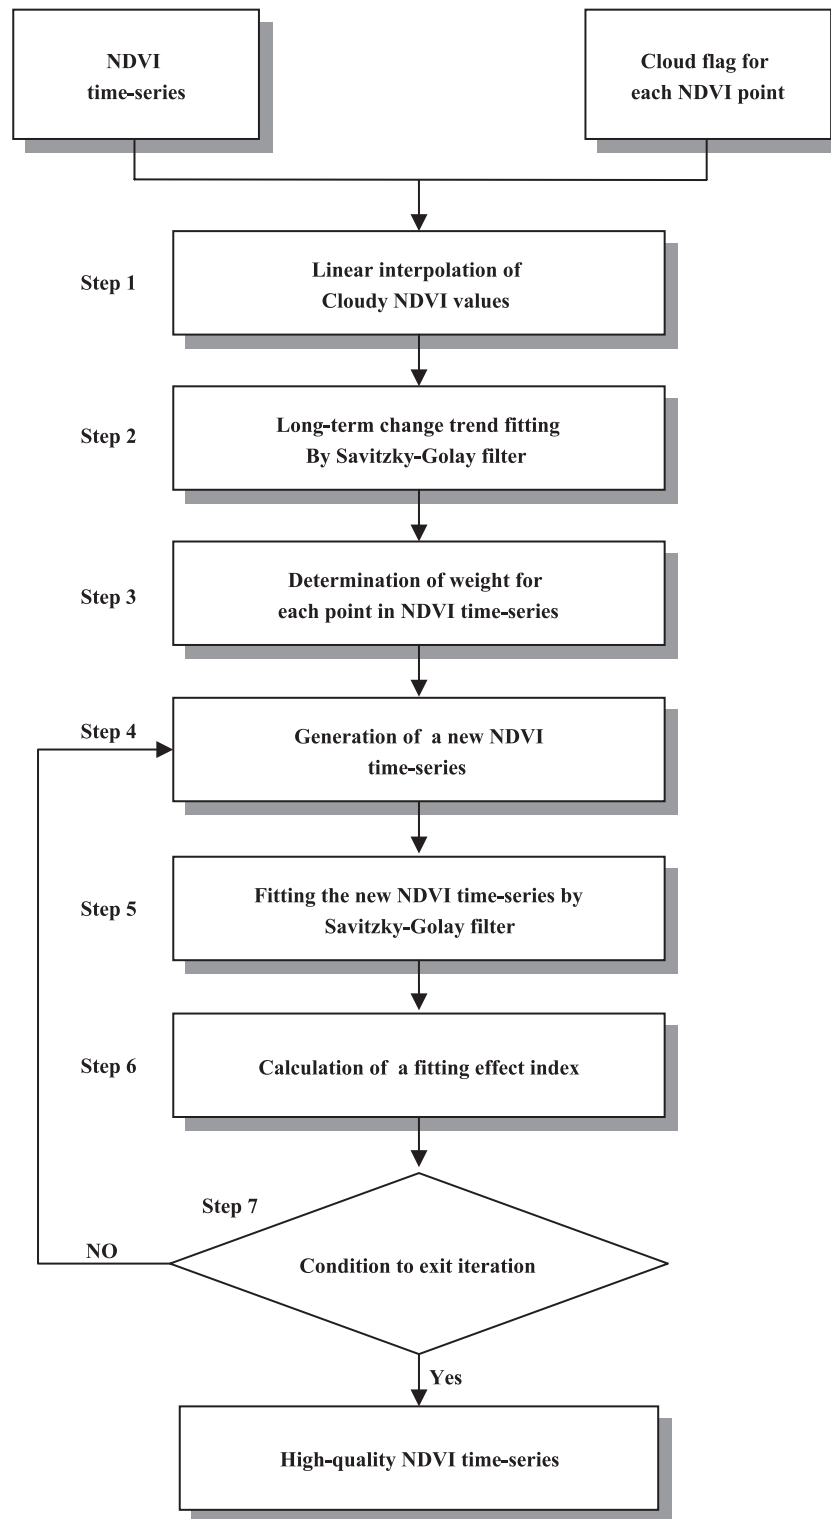 NDVI
time-series
Cloud flag for
each NDVI point
Step 1
Linear interpolation of
Cloudy NDVI values
Step 2
Long-term change trend fitting
By Savitzky-Golay filter
Step 3
Determination of weight for
each point in NDVI time-series
Step 4
Generation of a new NDVI
time-series
Step 5
Fitting the new NDVI time-series by
Savitzky-Golay filter
Step 6
Calculation of a fitting effect index
Step 7
NO
Condition to exit iteration
Yes
High-quality NDVI time-series